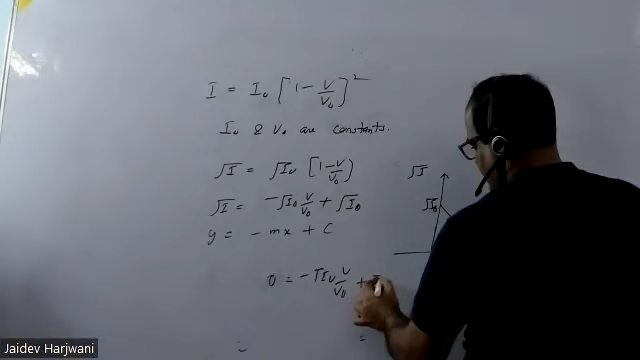 I = I₀ [1 - V/V₀]²
I₀ & V₀ are constants.
√I = √I₀ [1 - V/V₀]
√I = -√I₀ V/V₀ + √I₀
y = -mx + C
√I
√I₀
0 = -√I₀ V/V₀ +
=
Jaidev Harjwani